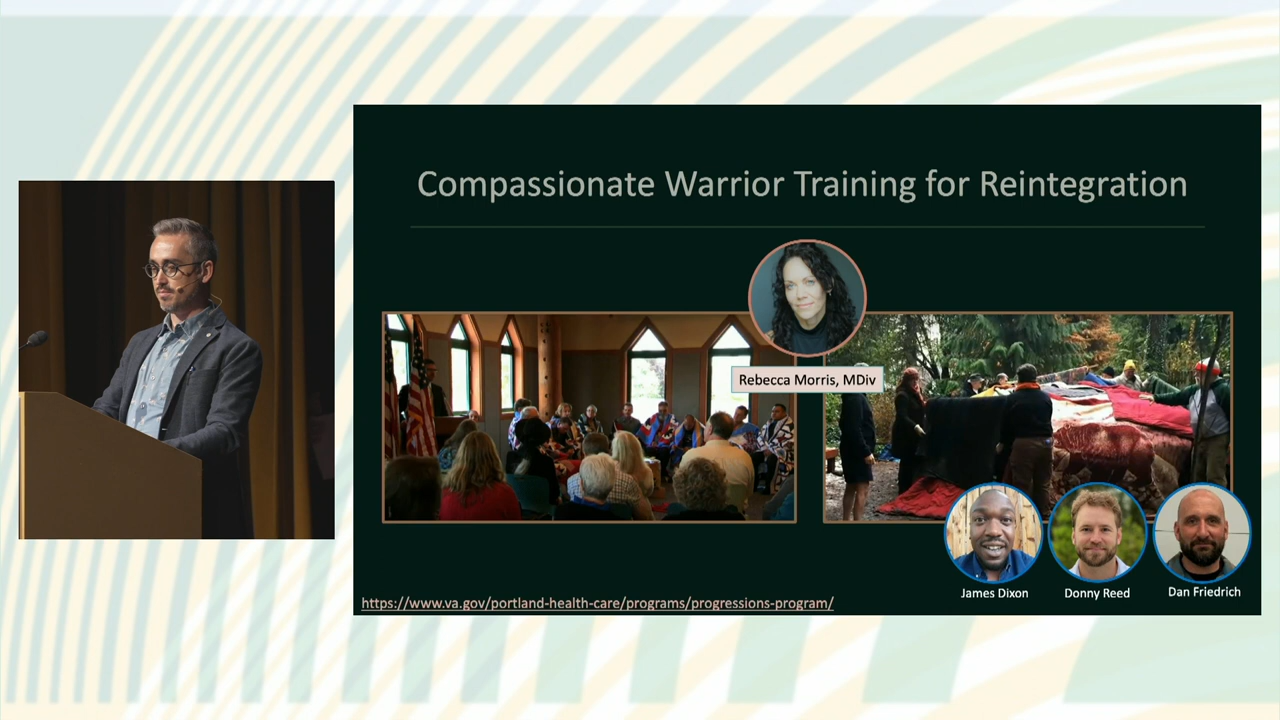 Compassionate Warrior Training for Reintegration
Rebecca Morris, MDiv
James Dixon
Donny Reed
Dan Friedrich
https://www.va.gov/portland-health-care/programs/progressions-program/